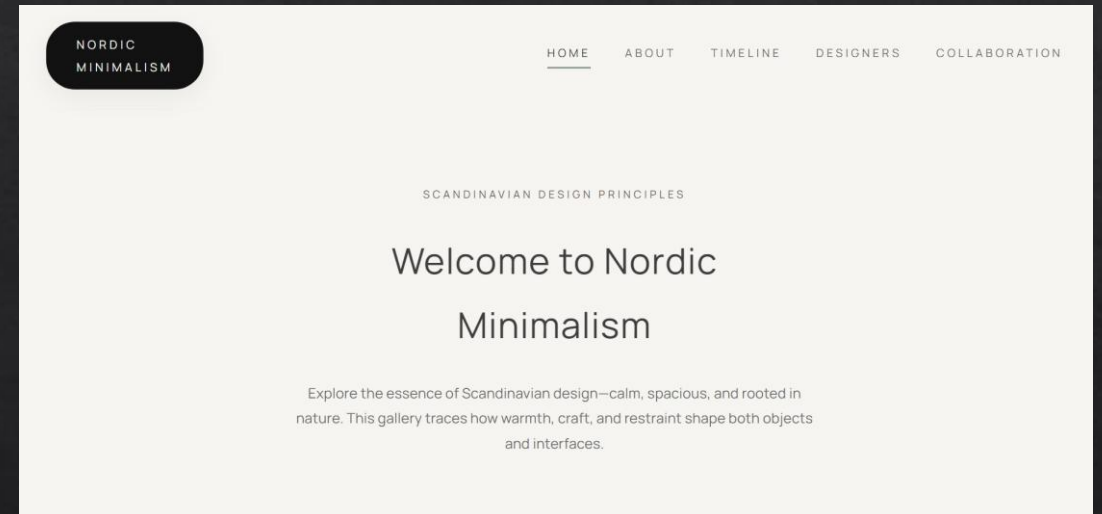 NORDIC
MINIMALISM
HOME ABOUT TIMELINE DESIGNERS COLLABORATION
SCANDINAVIAN DESIGN PRINCIPLES
Welcome to Nordic
Minimalism
Explore the essence of Scandinavian design—calm, spacious, and rooted in
nature. This gallery traces how warmth, craft, and restraint shape both objects
and interfaces.